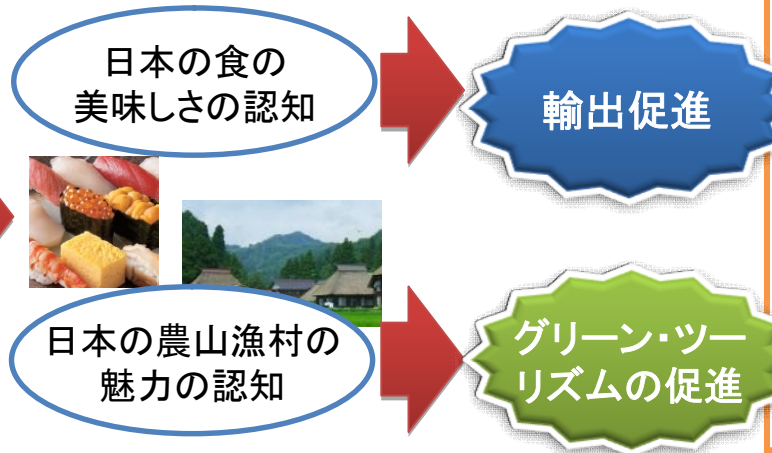 日本の食の
美味しさの認知
輸出促進
日本の農山漁村の
魅力の認知
グリーン・ツー
リズムの促進